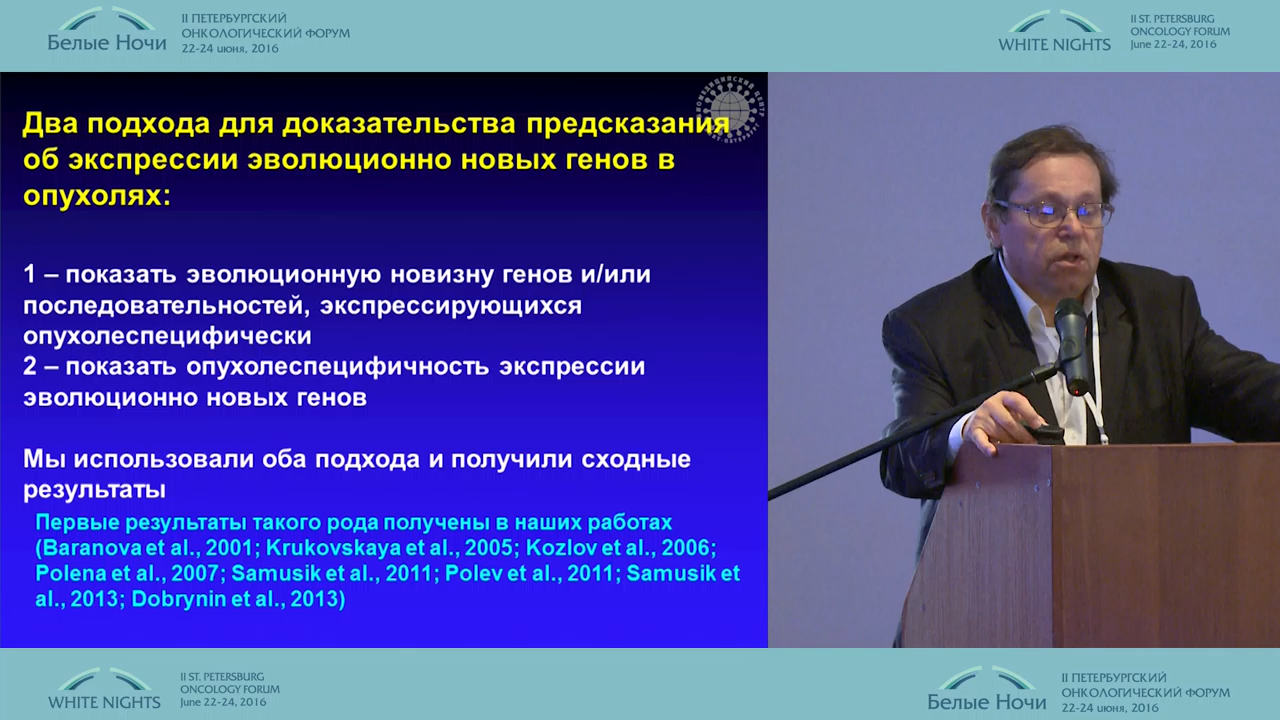 Белые Ночи
II ПЕТЕРБУРГСКИЙ
ОНКОЛОГИЧЕСКИЙ ФОРУМ
22-24 июня, 2016
WHITE NIGHTS
II ST. PETERSBURG
ONCOLOGY FORUM
June 22-24, 2016
Два подхода для доказательства предсказания
об экспрессии эволюционно новых генов в
опухолях:
1 – показать эволюционную новизну генов и/или
последовательностей, экспрессирующихся
опухолеспецифически
2 – показать опухолеспецифичность экспрессии
эволюционно новых генов
Мы использовали оба подхода и получили сходные
результаты
Первые результаты такого рода получены в наших работах
(Baranova et al., 2001; Krukovskaya et al., 2005; Kozlov et al., 2006;
Polena et al., 2007; Samusik et al., 2011; Polev et al., 2011; Samusik et
al., 2013; Dobrynin et al., 2013)
WHITE NIGHTS
II ST. PETERSBURG
ONCOLOGY FORUM
June 22-24, 2016
Белые Ночи
II ПЕТЕРБУРГСКИЙ
ОНКОЛОГИЧЕСКИЙ ФОРУМ
22-24 июня, 2016